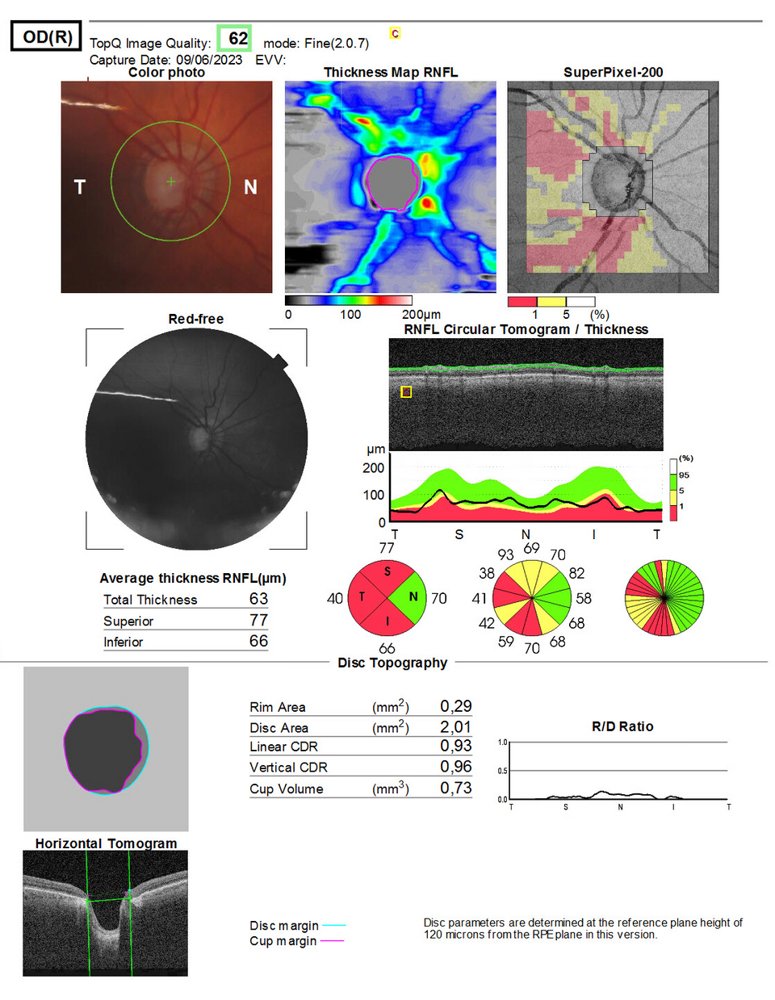 OD(R)
TopQ Image Quality: 62 mode: Fine(2.0.7)
C
Capture Date: 09/06/2023 EVV:
Color photo
Thickness Map RNFL
SuperPixel-200
T
N
0 100 200µm
1 5 (%)
Red-free
RNFL Circular Tomogram / Thickness
µm
200
100
0
T S N I T
(%)
95
5
1
77
S
T
N
I
40
70
66
93 69 70
38 82
41 58
42 68
59 70 68
Average thickness RNFL(µm)
Total Thickness 63
Superior 77
Inferior 66
Disc Topography
Rim Area (mm²) 0,29
Disc Area (mm²) 2,01
Linear CDR 0,93
Vertical CDR 0,96
Cup Volume (mm³) 0,73
R/D Ratio
1.0
0.5
0.0
T S N I T
Horizontal Tomogram
Disc margin
Cup margin
Disc parameters are determined at the reference plane height of
120 microns from the RPE plane in this version.